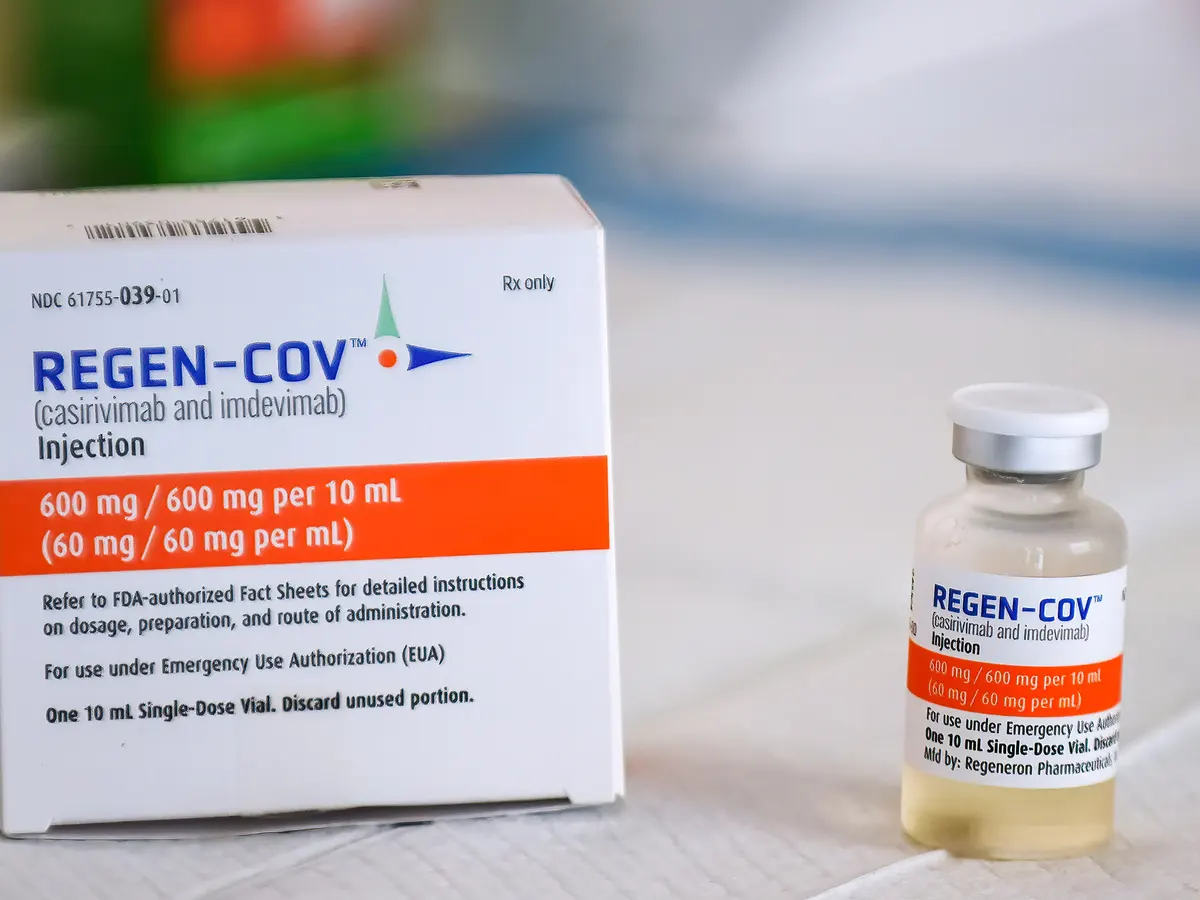 NDC 61755-039-01
Rx only
REGEN-COV™
(casirivimab and imdevimab)
Injection
600 mg / 600 mg per 10 mL
(60 mg / 60 mg per mL)
Refer to FDA-authorized Fact Sheets for detailed instructions
on dosage, preparation, and route of administration.
For use under Emergency Use Authorization (EUA)
One 10 mL Single-Dose Vial. Discard unused portion.
REGEN-COV™
(casirivimab and imdevimab)
Injection
600 mg / 600 mg per 10 mL
(60 mg / 60 mg per mL)
For use under Emergency Use
One 10 mL Single-Dose Vial.
Mfd by: Regeneron Pharmaceuticals,